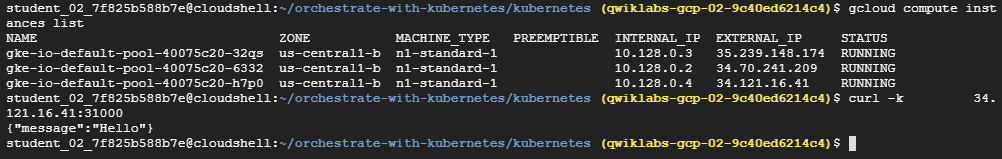 student_02_7f825b588b7e@cloudshell:~/orchestrate-with-kubernetes/kubernetes (qwiklabs-gcp-02-9c40ed6214c4)$ gcloud compute inst
ances list
NAME ZONE MACHINE_TYPE PREEMPTIBLE INTERNAL_IP EXTERNAL_IP STATUS
gke-io-default-pool-40075c20-32qs us-central1-b n1-standard-1 10.128.0.3 35.239.148.174 RUNNING
gke-io-default-pool-40075c20-6332 us-central1-b n1-standard-1 10.128.0.2 34.70.241.209 RUNNING
gke-io-default-pool-40075c20-h7p0 us-central1-b n1-standard-1 10.128.0.4 34.121.16.41 RUNNING
student_02_7f825b588b7e@cloudshell:~/orchestrate-with-kubernetes/kubernetes (qwiklabs-gcp-02-9c40ed6214c4)$ curl -k 34.
121.16.41:31000
{"message":"Hello"}
student_02_7f825b588b7e@cloudshell:~/orchestrate-with-kubernetes/kubernetes (qwiklabs-gcp-02-9c40ed6214c4)$